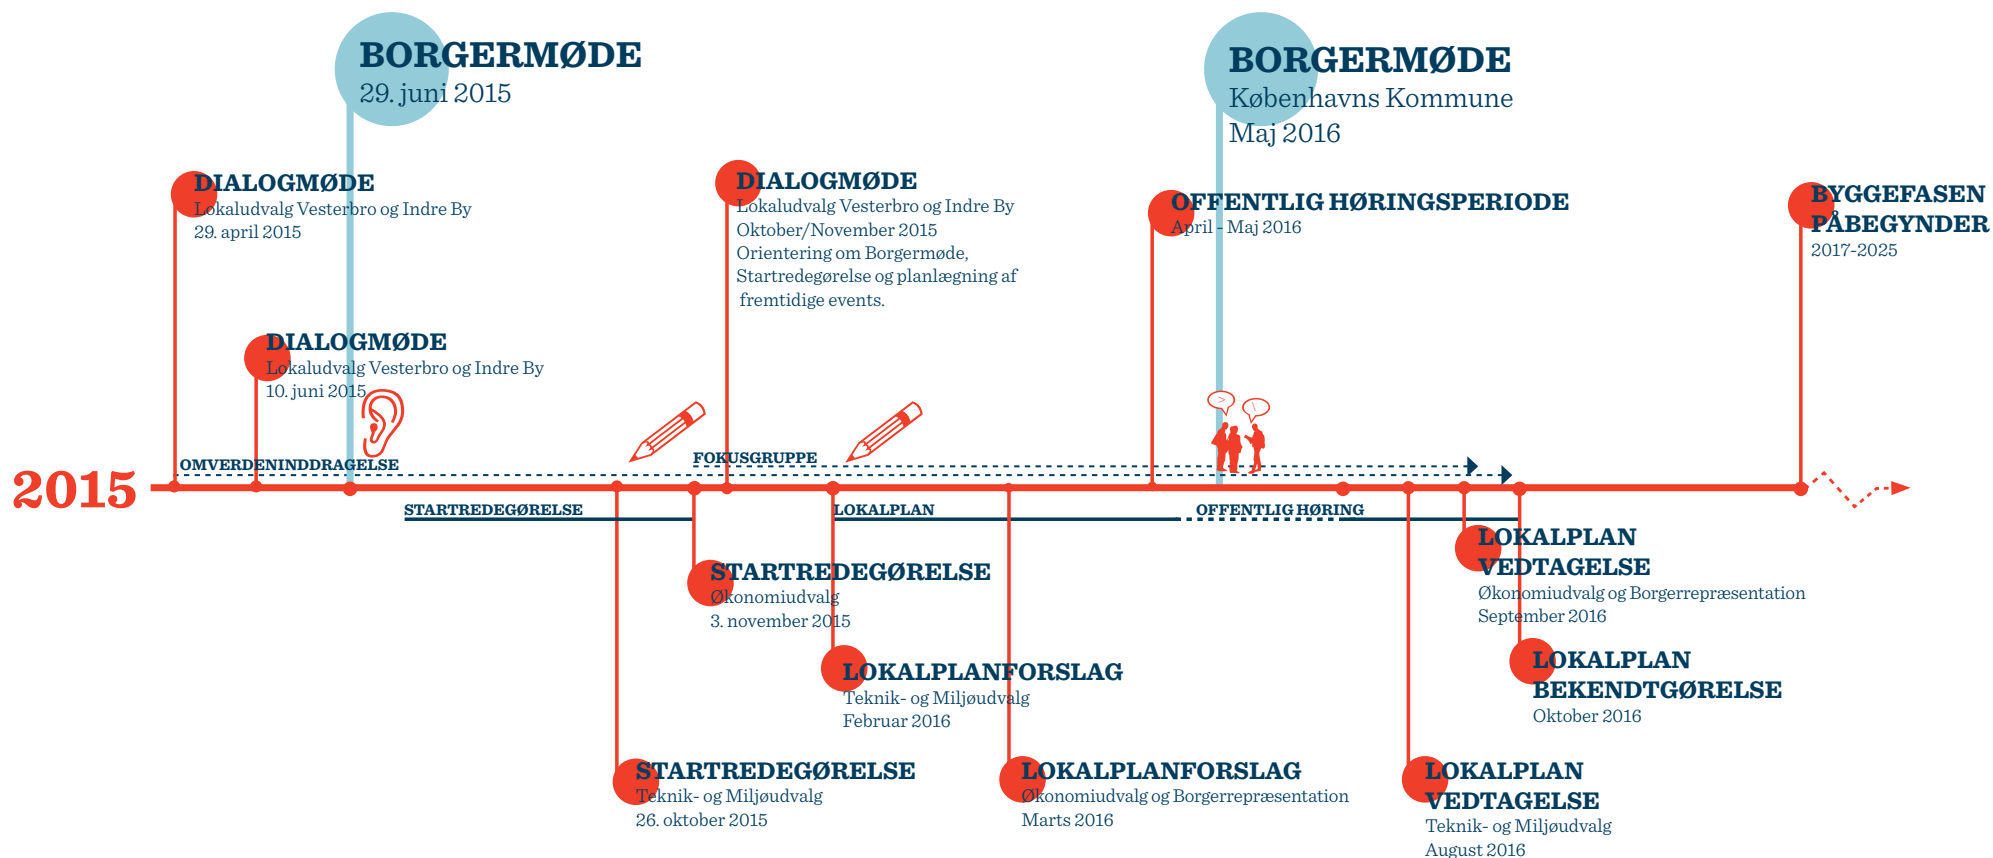 BORGERMØDE
29. juni 2015
BORGERMØDE
Københavns Kommune
Maj 2016
DIALOGMØDE
Lokaludvalg Vesterbro og Indre By
29. april 2015
DIALOGMØDE
Lokaludvalg Vesterbro og Indre By
Oktober/November 2015
Orientering om Borgermøde,
Startredegørelse og planlægning af
fremtidige events.
OFFENTLIG HØRINGSPERIODE
April - Maj 2016
BYGGEFASEN
PÅBEGYNDER
2017-2025
DIALOGMØDE
Lokaludvalg Vesterbro og Indre By
10. juni 2015
OMVERDENINDDRAGELSE
FOKUSGRUPPE
2015
STARTREDEGØRELSE
LOKALPLAN
OFFENTLIG HØRING
STARTREDEGØRELSE
Økonomiudvalg
3. november 2015
LOKALPLAN
VEDTAGELSE
Økonomiudvalg og Borgerrepræsentation
September 2016
LOKALPLANFORSLAG
Teknik- og Miljøudvalg
Februar 2016
LOKALPLAN
BEKENDTGØRELSE
Oktober 2016
STARTREDEGØRELSE
Teknik- og Miljøudvalg
26. oktober 2015
LOKALPLANFORSLAG
Økonomiudvalg og Borgerrepræsentation
Marts 2016
LOKALPLAN
VEDTAGELSE
Teknik- og Miljøudvalg
August 2016